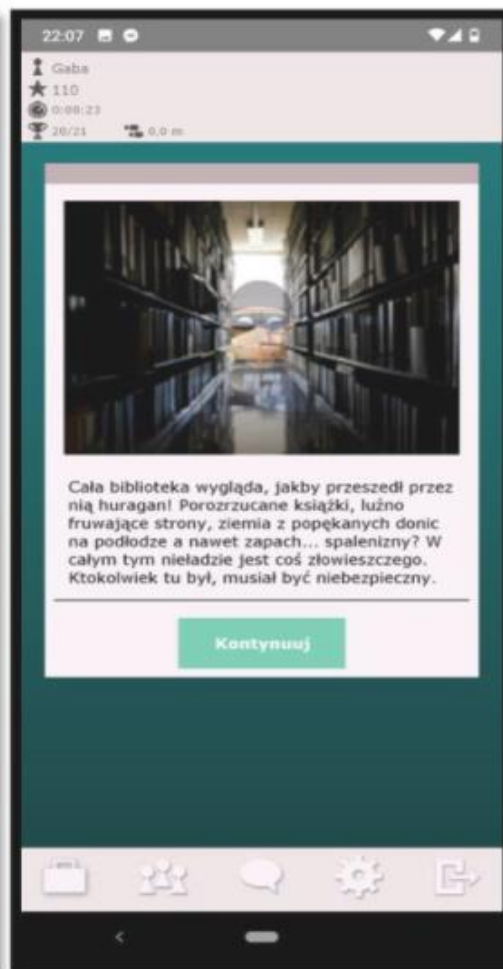 22:07
Gaba
110
0:00:23
20/21 0,0 m
Cała biblioteka wygląda, jakby przeszedł przez
nią huragan! Porozrzucane książki, luźno
fruwające strony, ziemia z popękanych donic
na podłodze a nawet zapach... spalenizny? W
całym tym nieładzie jest coś złowieszczego.
Ktokolwiek tu był, musiał być niebezpieczny.
Kontynuuj